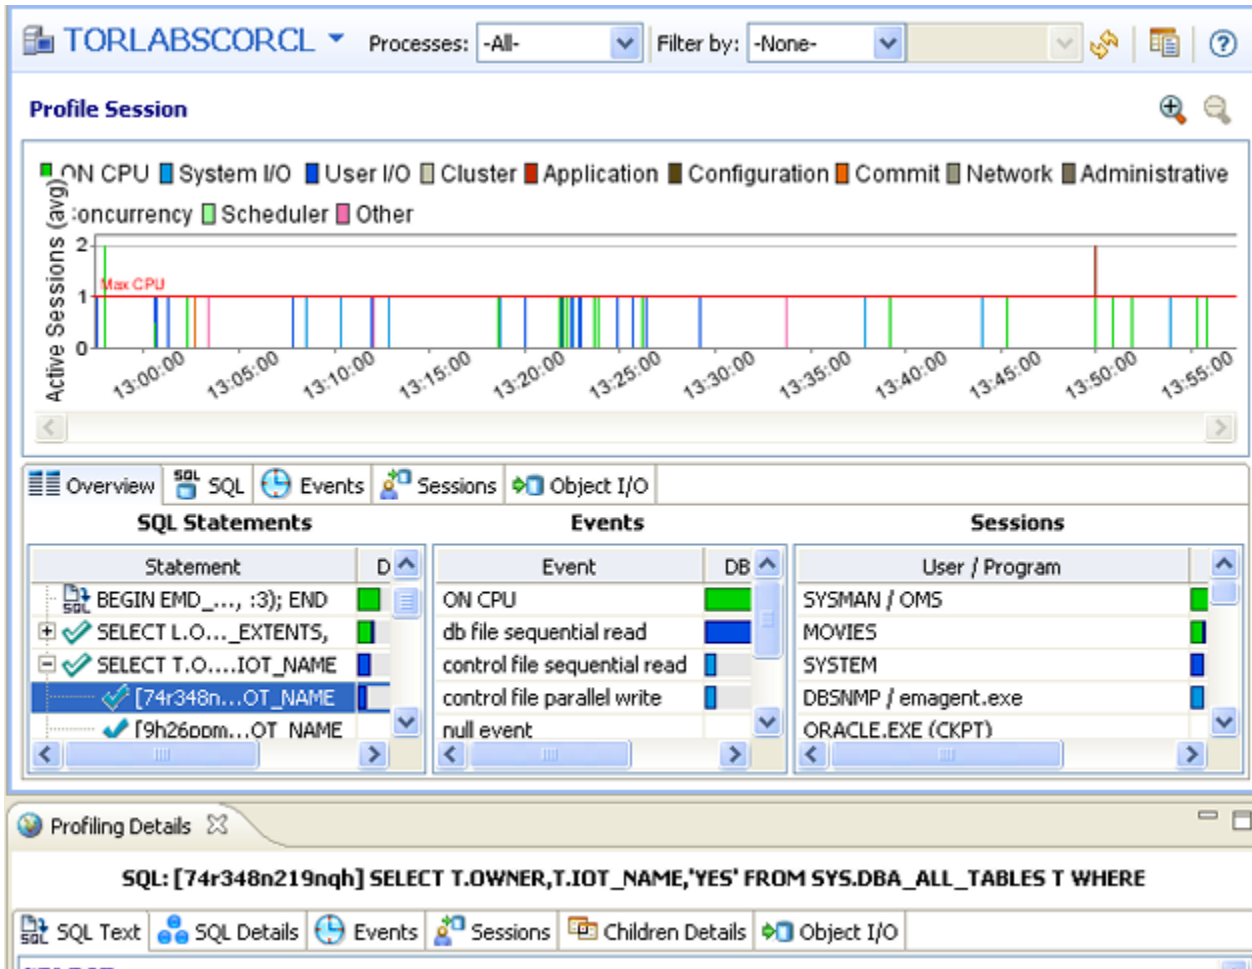 TORLABSCORCL Processes: -All- Filter by: -None-
Profile Session
ON CPU System I/O User I/O Cluster Application Configuration Commit Network Administrative
:oncurrency Scheduler Other
Active Sessions (avg)
2
Max CPU
1
0
13:00:00 13:05:00 13:10:00 13:15:00 13:20:00 13:25:00 13:30:00 13:35:00 13:40:00 13:45:00 13:50:00 13:55:00
Overview SQL Events Sessions Object I/O
SQL Statements Events Sessions
Statement D Event DB User / Program
BEGIN EMD_..., :3); END ON CPU SYSMAN / OMS
SELECT L.O..._EXTENTS, db file sequential read MOVIES
SELECT T.O....IOT_NAME control file sequential read SYSTEM
[74r348n...OT_NAME control file parallel write DBSNMP / emagent.exe
[9h26ppm...OT_NAME null event ORACLE.EXE (CKPT)
Profiling Details
SQL: [74r348n219nqh] SELECT T.OWNER,T.IOT_NAME,'YES' FROM SYS.DBA_ALL_TABLES T WHERE
SQL Text SQL Details Events Sessions Children Details Object I/O